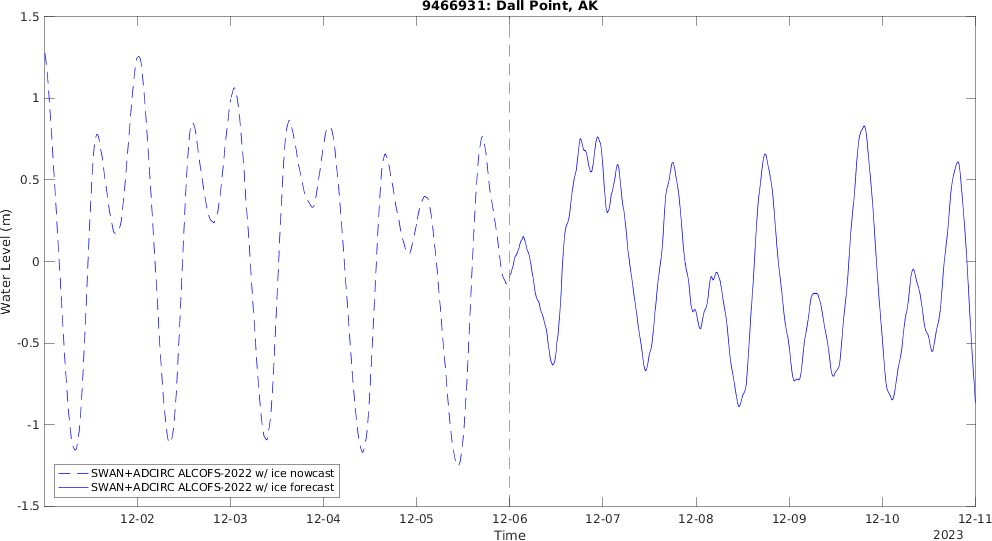 9466931: Dall Point, AK
1.5
1
0.5
0
-0.5
-1
-1.5
Water Level (m)
SWAN+ADCIRC ALCOFS-2022 w/ ice nowcast
SWAN+ADCIRC ALCOFS-2022 w/ ice forecast
12-02 12-03 12-04 12-05 12-06 12-07 12-08 12-09 12-10 12-11
Time
2023